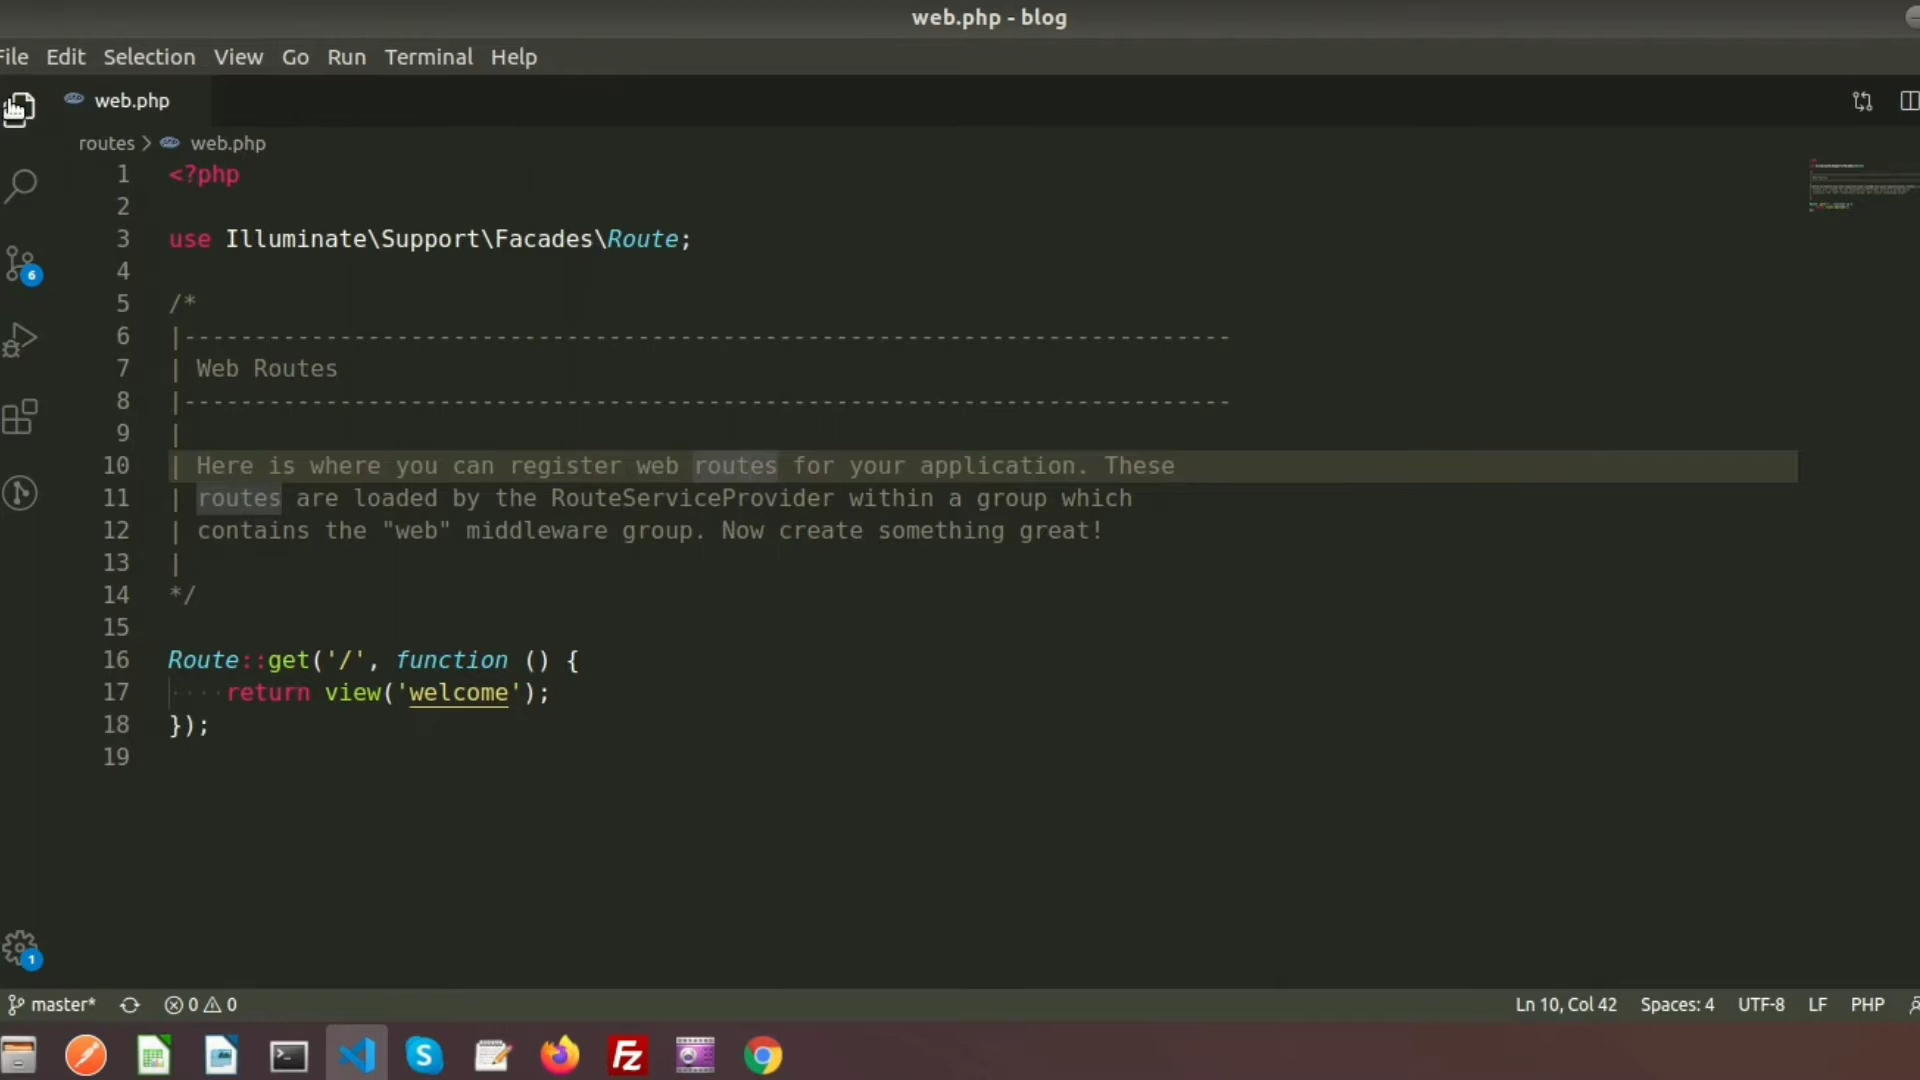 web.php - blog
File Edit Selection View Go Run Terminal Help
web.php
routes > web.php
1 <?php
2
3 use Illuminate\Support\Facades\Route;
4
5 /*
6 |--------------------------------------------------------------------------
7 | Web Routes
8 |--------------------------------------------------------------------------
9 |
10 | Here is where you can register web routes for your application. These
11 | routes are loaded by the RouteServiceProvider within a group which
12 | contains the "web" middleware group. Now create something great!
13 |
14 */
15
16 Route::get('/', function () {
17 ····return view('welcome');
18 });
19
6
1
master* 0 0 Ln 10, Col 42 Spaces: 4 UTF-8 LF PHP
S Fz